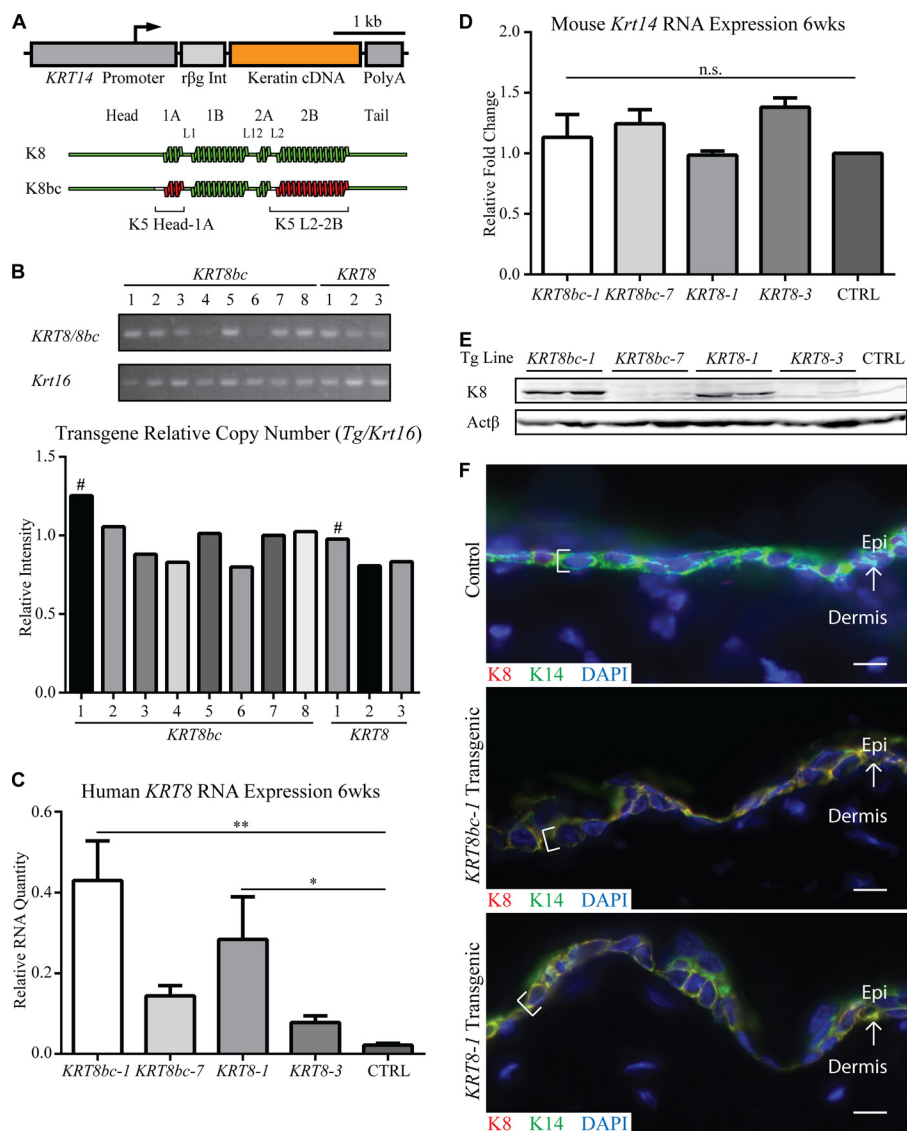 A
1 kb
KRT14 Promoter rβg Int Keratin cDNA PolyA
Head 1A 1B 2A 2B Tail
L1 L12 L2
K8
K8bc
K5 Head-1A K5 L2-2B
B
KRT8bc KRT8
1 2 3 4 5 6 7 8 1 2 3
KRT8/8bc
Krt16
Transgene Relative Copy Number (Tg/Krt16)
Relative Intensity
1.5
1.0
0.5
0.0
# #
1 2 3 4 5 6 7 8 1 2 3
KRT8bc KRT8
C
Human KRT8 RNA Expression 6wks
Relative RNA Quantity
0.6
0.4
0.2
0.0
**
*
KRT8bc-1 KRT8bc-7 KRT8-1 KRT8-3 CTRL
D
Mouse Krt14 RNA Expression 6wks
Relative Fold Change
2.0
1.5
1.0
0.5
0.0
n.s.
KRT8bc-1 KRT8bc-7 KRT8-1 KRT8-3 CTRL
E
Tg Line KRT8bc-1 KRT8bc-7 KRT8-1 KRT8-3 CTRL
K8
Actβ
F
Control
Epi
Dermis
K8 K14 DAPI
KRT8bc-1 Transgenic
Epi
Dermis
K8 K14 DAPI
KRT8-1 Transgenic
Epi
Dermis
K8 K14 DAPI